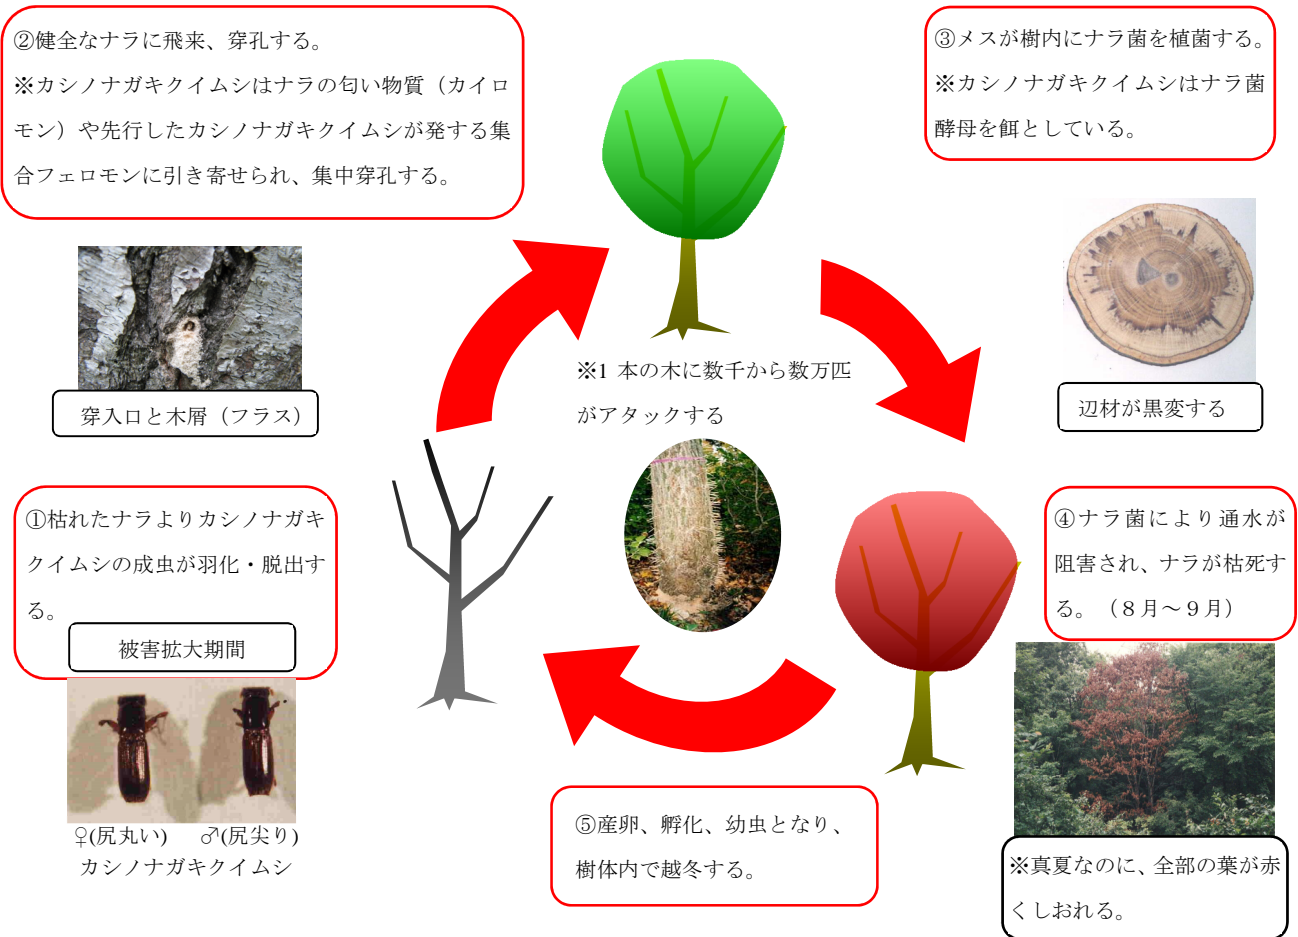 ②健全なナラに飛来、穿孔する。
※カシノナガキクイムシはナラの匂い物質（カイロ
モン）や先行したカシノナガキクイムシが発する集
合フェロモンに引き寄せられ、集中穿孔する。
穿入口と木屑（フラス）
③メスが樹内にナラ菌を植菌する。
※カシノナガキクイムシはナラ菌
酵母を餌としている。
辺材が黒変する
※1 本の木に数千から数万匹
がアタックする
①枯れたナラよりカシノナガキ
クイムシの成虫が羽化・脱出す
る。
被害拡大期間
♀(尻丸い) ♂(尻尖り)
カシノナガキクイムシ
④ナラ菌により通水が
阻害され、ナラが枯死す
る。（８月～９月）
※真夏なのに、全部の葉が赤
くしおれる。
⑤産卵、孵化、幼虫となり、
樹体内で越冬する。